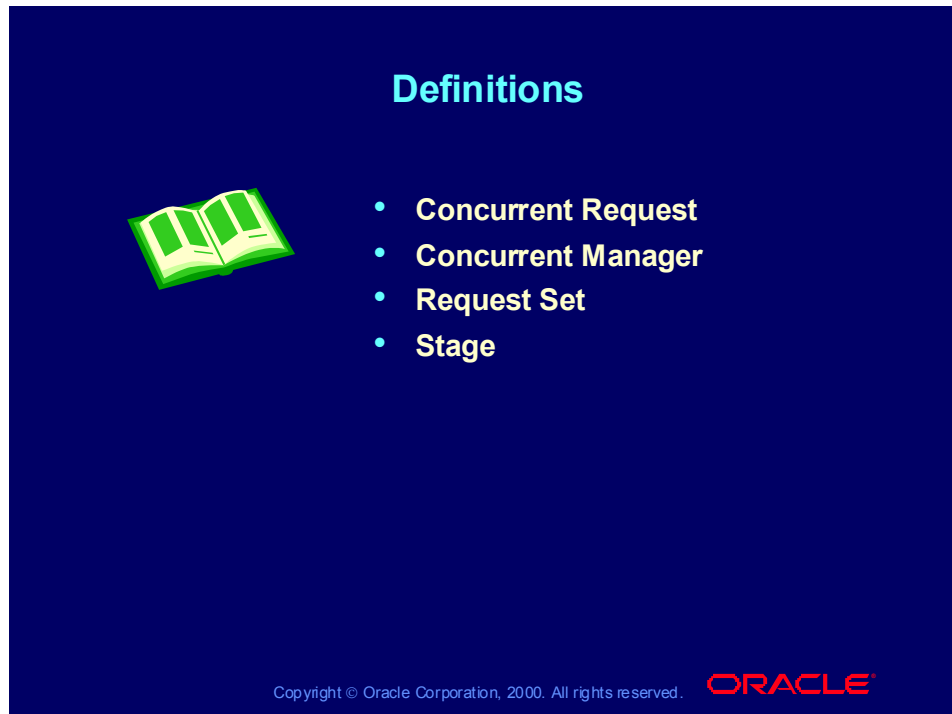 Definitions
• Concurrent Request
• Concurrent Manager
• Request Set
• Stage
Copyright © Oracle Corporation, 2000. All rights reserved.
ORACLE®